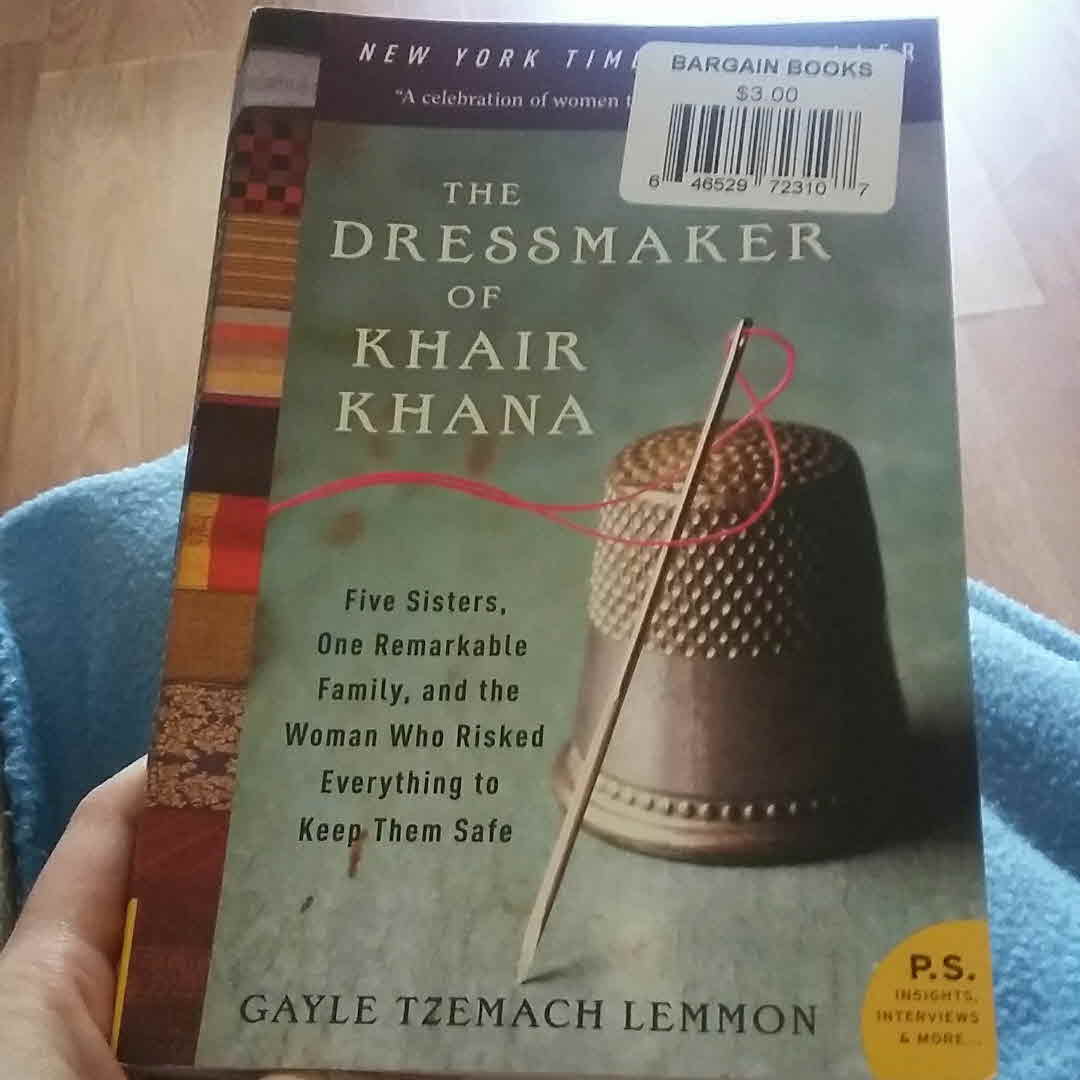 NEW YORK
"A celebration of women
BARGAIN BOOKS
$3.00
6 46529 72310 7
THE
DRESSMAKER
OF
KHAIR
KHANA
Five Sisters,
One Remarkable
Family, and the
Woman Who Risked
Everything to
Keep Them Safe
GAYLE TZEMACH LEMMON
P.S.
INSIGHTS,
INTERVIEWS
& MORE...